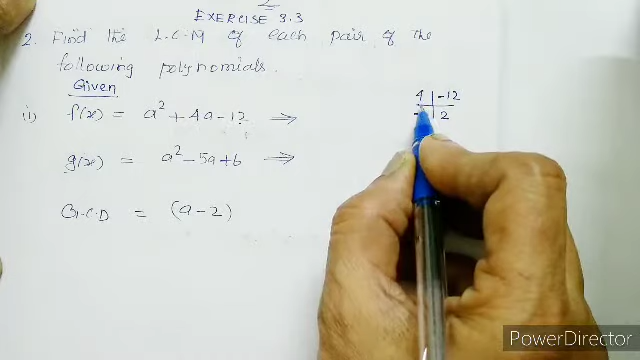 EXERCISE 3.3
2. Find the L.C.M of each pair of the
following polynomials.
Given
ii) f(x) = a² + 4a - 12 ⇒
g(x) = a² - 5a + 6 ⇒
G.C.D = (a - 2)
4 | -12
- | 2
PowerDirector